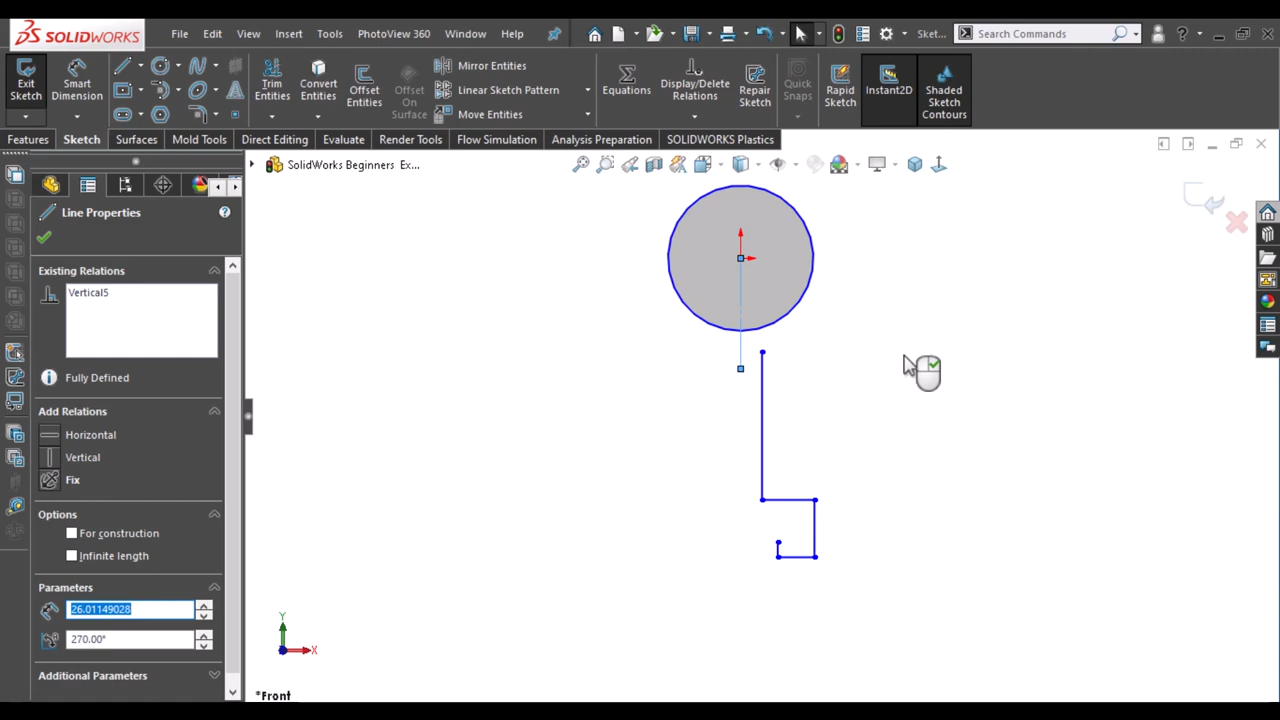 SOLIDWORKS File Edit View Insert Tools PhotoView 360 Window Help Sket... Search Commands
Exit Sketch
Smart Dimension
Trim Entities
Convert Entities
Offset Entities
Offset On Surface
Mirror Entities
Linear Sketch Pattern
Move Entities
Equations
Display/Delete Relations
Repair Sketch
Quick Snaps
Rapid Sketch
Instant2D
Shaded Sketch Contours
Features Sketch Surfaces Mold Tools Direct Editing Evaluate Render Tools Flow Simulation Analysis Preparation SOLIDWORKS Plastics
SolidWorks Beginners Ex...
Line Properties
Existing Relations
Vertical5
Fully Defined
Add Relations
Horizontal
Vertical
Fix
Options
For construction
Infinite length
Parameters
26.01149028
270.00°
Additional Parameters
Y
X
*Front